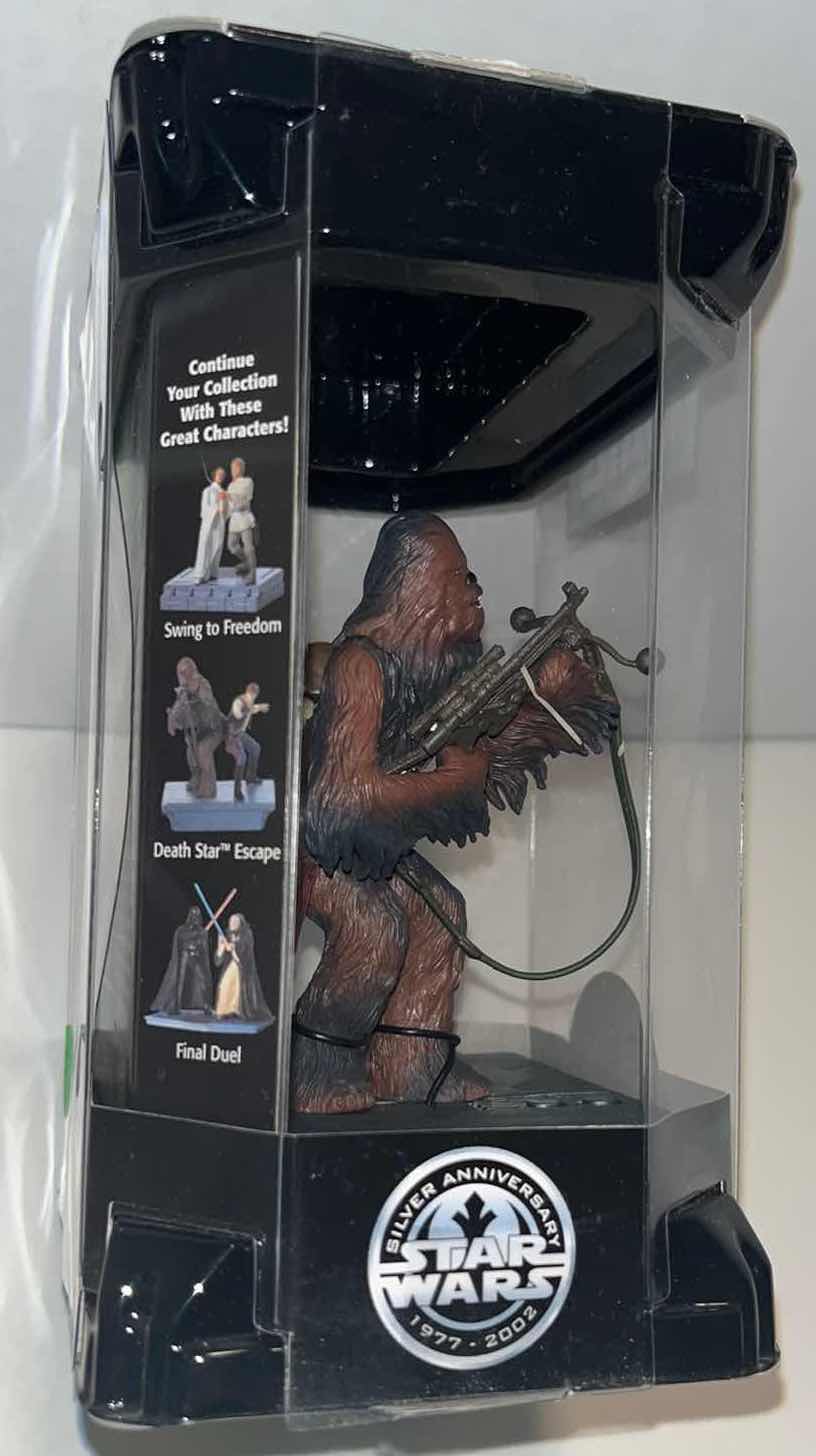 Continue
Your Collection
With These
Great Characters!
Swing to Freedom
Death Star™ Escape
Final Duel
SILVER ANNIVERSARY
STAR
WARS
1977 - 2002